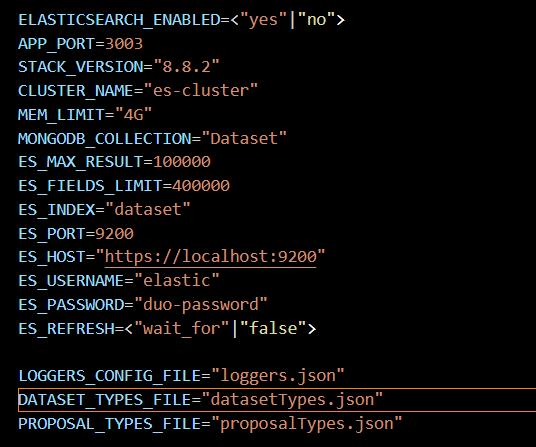 ELASTICSEARCH_ENABLED=<"yes"|"no">
APP_PORT=3003
STACK_VERSION="8.8.2"
CLUSTER_NAME="es-cluster"
MEM_LIMIT="4G"
MONGODB_COLLECTION="Dataset"
ES_MAX_RESULT=100000
ES_FIELDS_LIMIT=400000
ES_INDEX="dataset"
ES_PORT=9200
ES_HOST="https://localhost:9200"
ES_USERNAME="elastic"
ES_PASSWORD="duo-password"
ES_REFRESH=<"wait_for"|"false">

LOGGERS_CONFIG_FILE="loggers.json"
DATASET_TYPES_FILE="datasetTypes.json"
PROPOSAL_TYPES_FILE="proposalTypes.json"